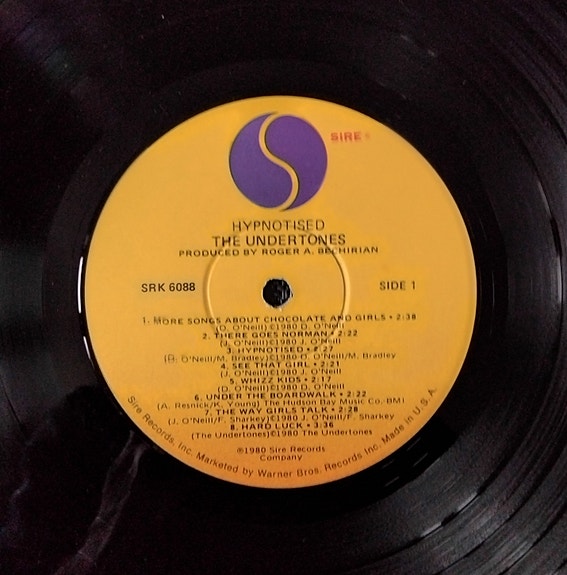 SIRE
HYPNOTISED
THE UNDERTONES
PRODUCED BY ROGER A. BECHIRIAN
SRK 6088
SIDE 1
1. MORE SONGS ABOUT CHOCOLATE AND GIRLS • 2:38
(D. O'Neill) ©1980 D. O'Neill
2. THERE GOES NORMAN • 2:22
(J. O'Neill) ©1980 J. O'Neill
3. HYPNOTISED • :27
(D. O'Neill/M. Bradley) ©1980 D. O'Neill/M. Bradley
4. SEE THAT GIRL • 2:21
(J. O'Neill) ©1980 J. O'Neill
5. WHIZZ KIDS • 2:17
(D. O'Neill) ©1980 D. O'Neill
6. UNDER THE BOARDWALK • 2:22
(A. Resnick/K. Young) The Hudson Bay Music Co.-BMI
7. THE WAY GIRLS TALK • 2:28
(J. O'Neill/F. Sharkey) ©1980 J. O'Neill/F. Sharkey
8. HARD LUCK • 3:36
(The Undertones) ©1980 The Undertones
℗1980 Sire Records
Company
Sire Records, Inc. Marketed by Warner Bros. Records Inc. Made in U.S.A.